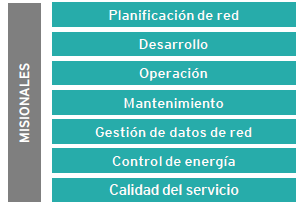 MISIONALES
Planificación de red
Desarrollo
Operación
Mantenimiento
Gestión de datos de red
Control de energía
Calidad del servicio